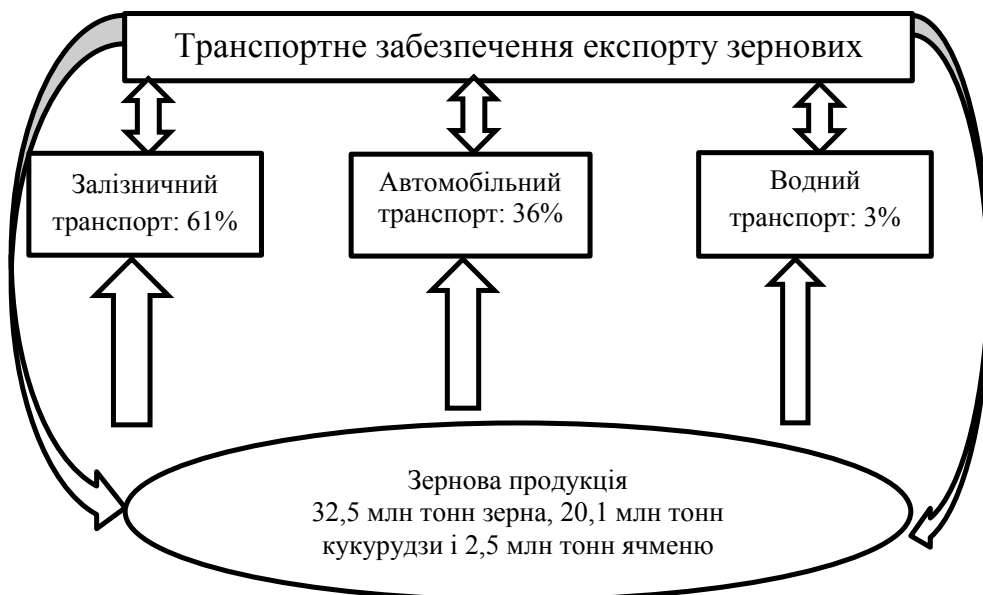 Транспортне забезпечення експорту зернових
Залізничний
транспорт: 61%
Автомобільний
транспорт: 36%
Водний
транспорт: 3%
Зернова продукція
32,5 млн тонн зерна, 20,1 млн тонн
кукурудзи і 2,5 млн тонн ячменю